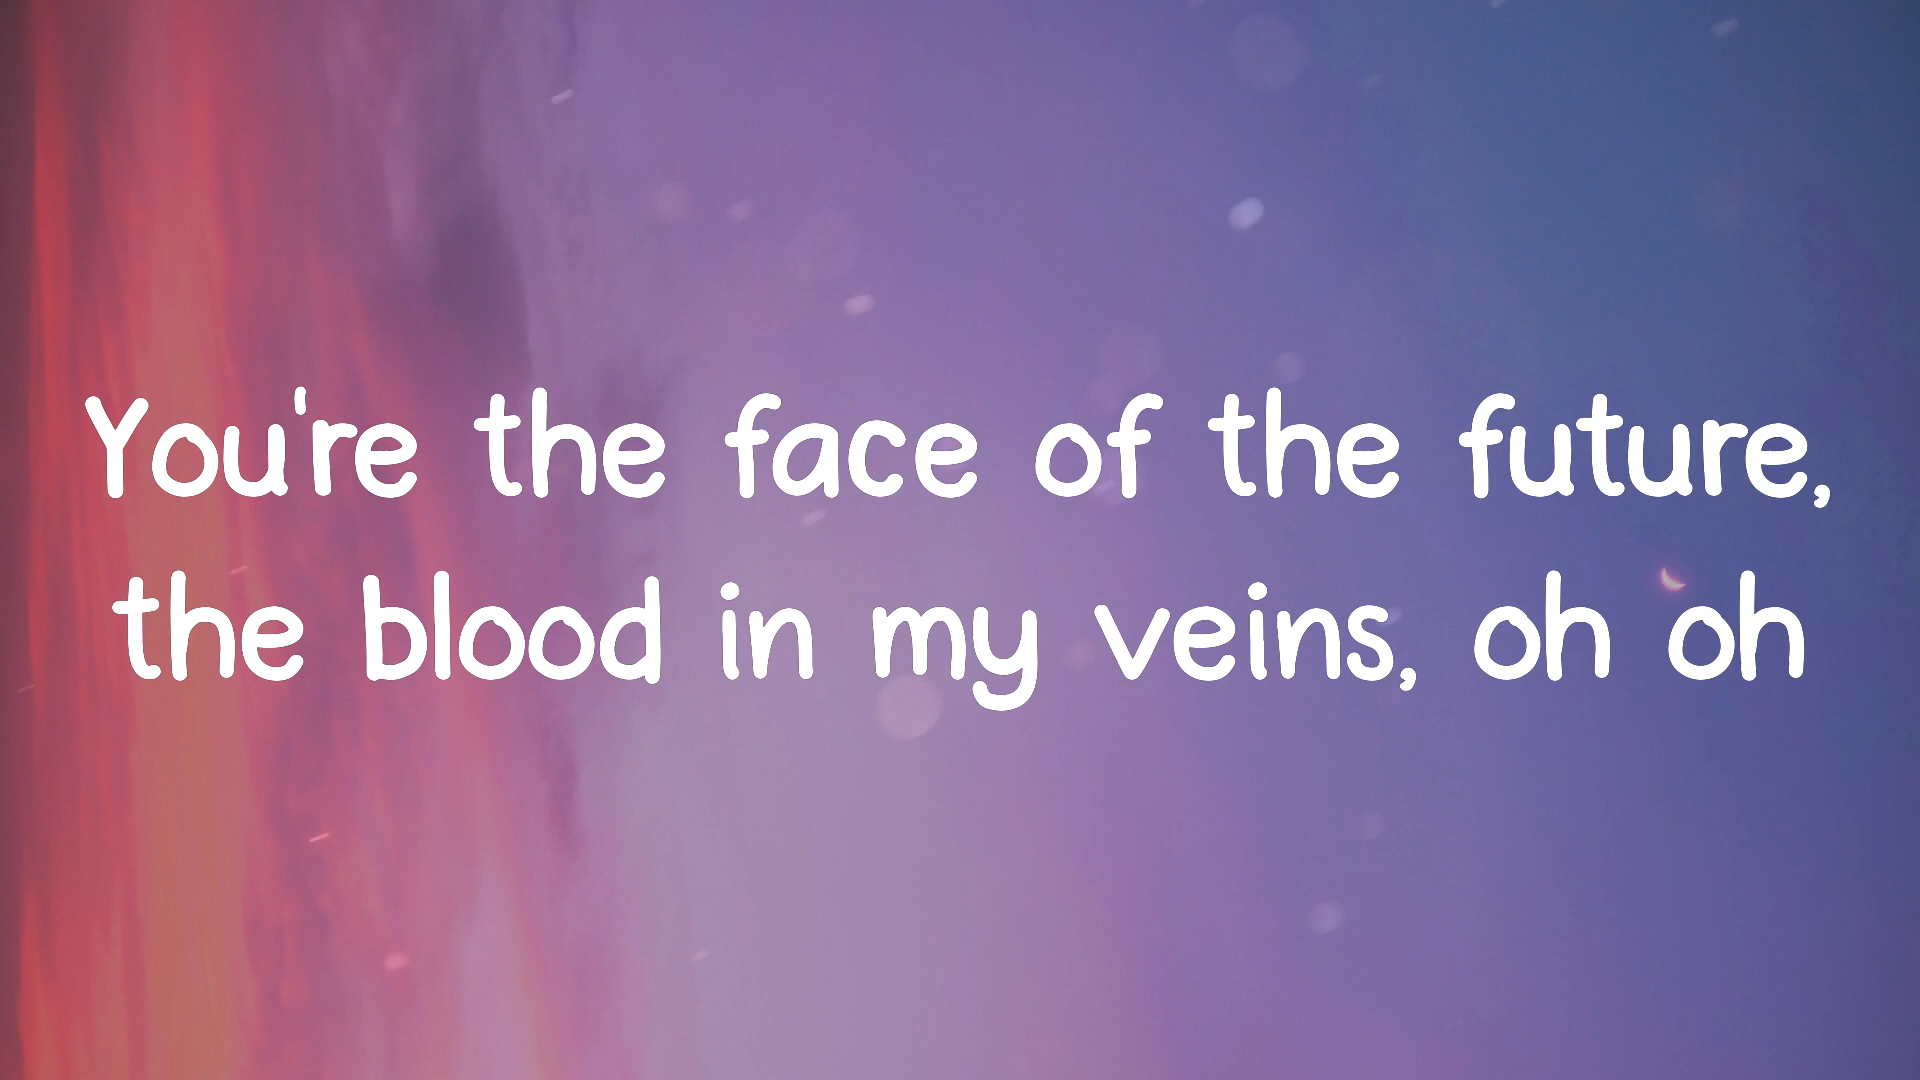 You're the face of the future,
the blood in my veins, oh oh